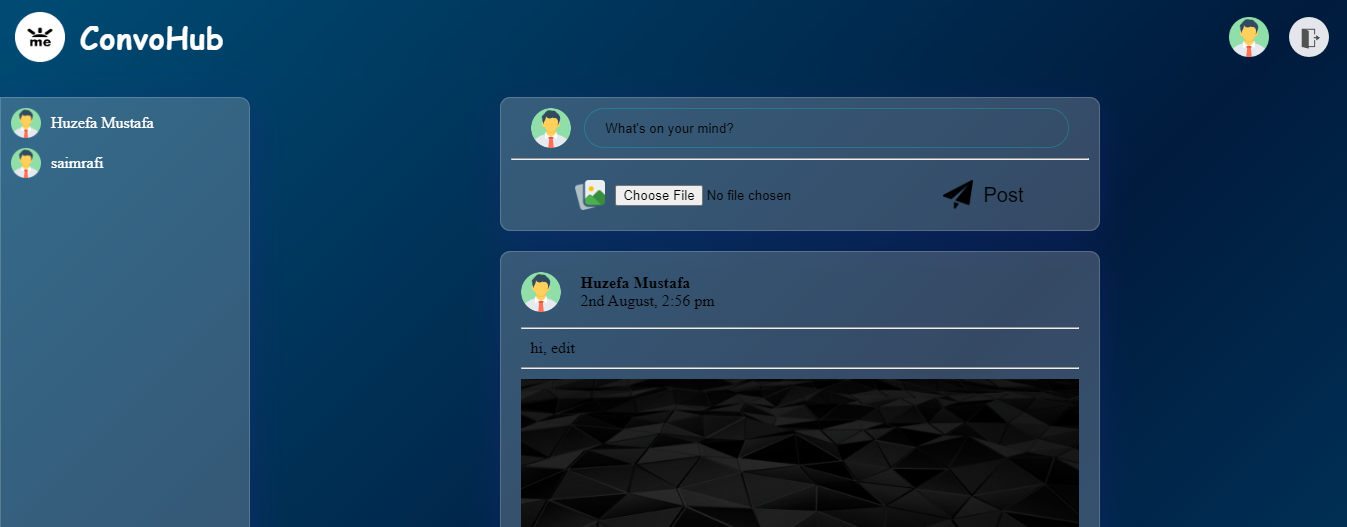 me
ConvoHub
Huzefa Mustafa
saimrafi
What's on your mind?
Choose File No file chosen
Post
Huzefa Mustafa
2nd August, 2:56 pm
hi, edit